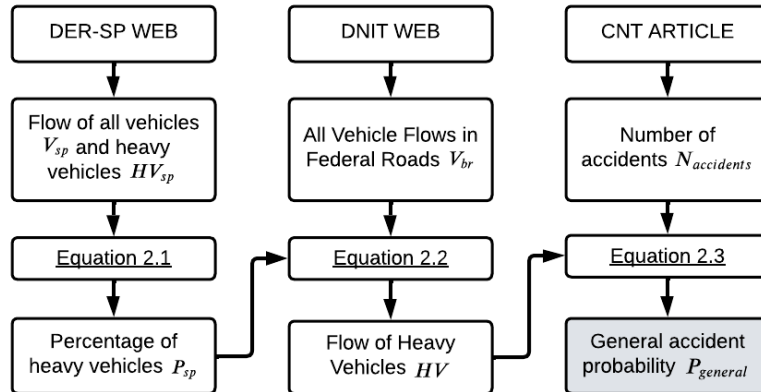 DER-SP WEB
Flow of all vehicles
V_sp and heavy
vehicles HV_sp
Equation 2.1
Percentage of
heavy vehicles P_sp
DNIT WEB
All Vehicle Flows in
Federal Roads V_br
Equation 2.2
Flow of Heavy
Vehicles HV
CNT ARTICLE
Number of
accidents N_accidents
Equation 2.3
General accident
probability P_general